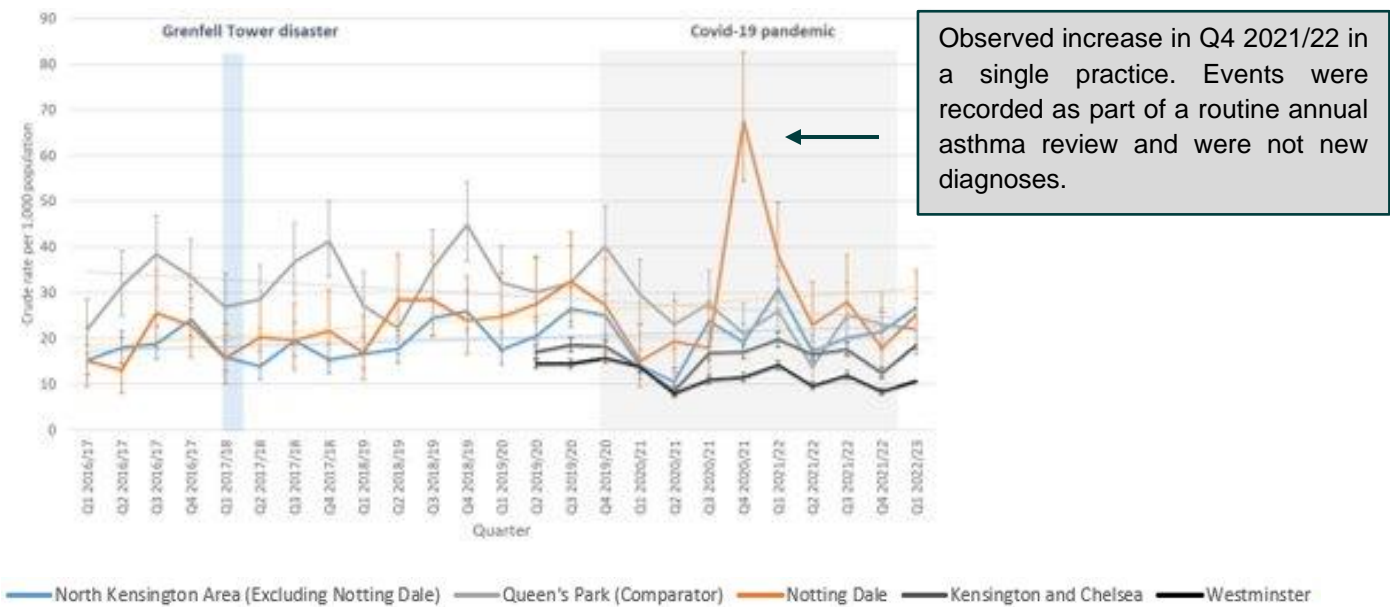 90
80
70
60
50
40
30
20
10
0
Crude rate per 1,000 population
Grenfell Tower disaster
Covid-19 pandemic
Observed increase in Q4 2021/22 in
a single practice. Events were
recorded as part of a routine annual
asthma review and were not new
diagnoses.
Q1 2016/17
Q2 2016/17
Q3 2016/17
Q4 2016/17
Q1 2017/18
Q2 2017/18
Q3 2017/18
Q4 2017/18
Q1 2018/19
Q2 2018/19
Q3 2018/19
Q4 2018/19
Q1 2019/20
Q2 2019/20
Q3 2019/20
Q4 2019/20
Q1 2020/21
Q2 2020/21
Q3 2020/21
Q4 2020/21
Q1 2021/22
Q2 2021/22
Q3 2021/22
Q4 2021/22
Q1 2022/23
Quarter
North Kensington Area (Excluding Notting Dale) Queen's Park (Comparator) Notting Dale Kensington and Chelsea Westminster